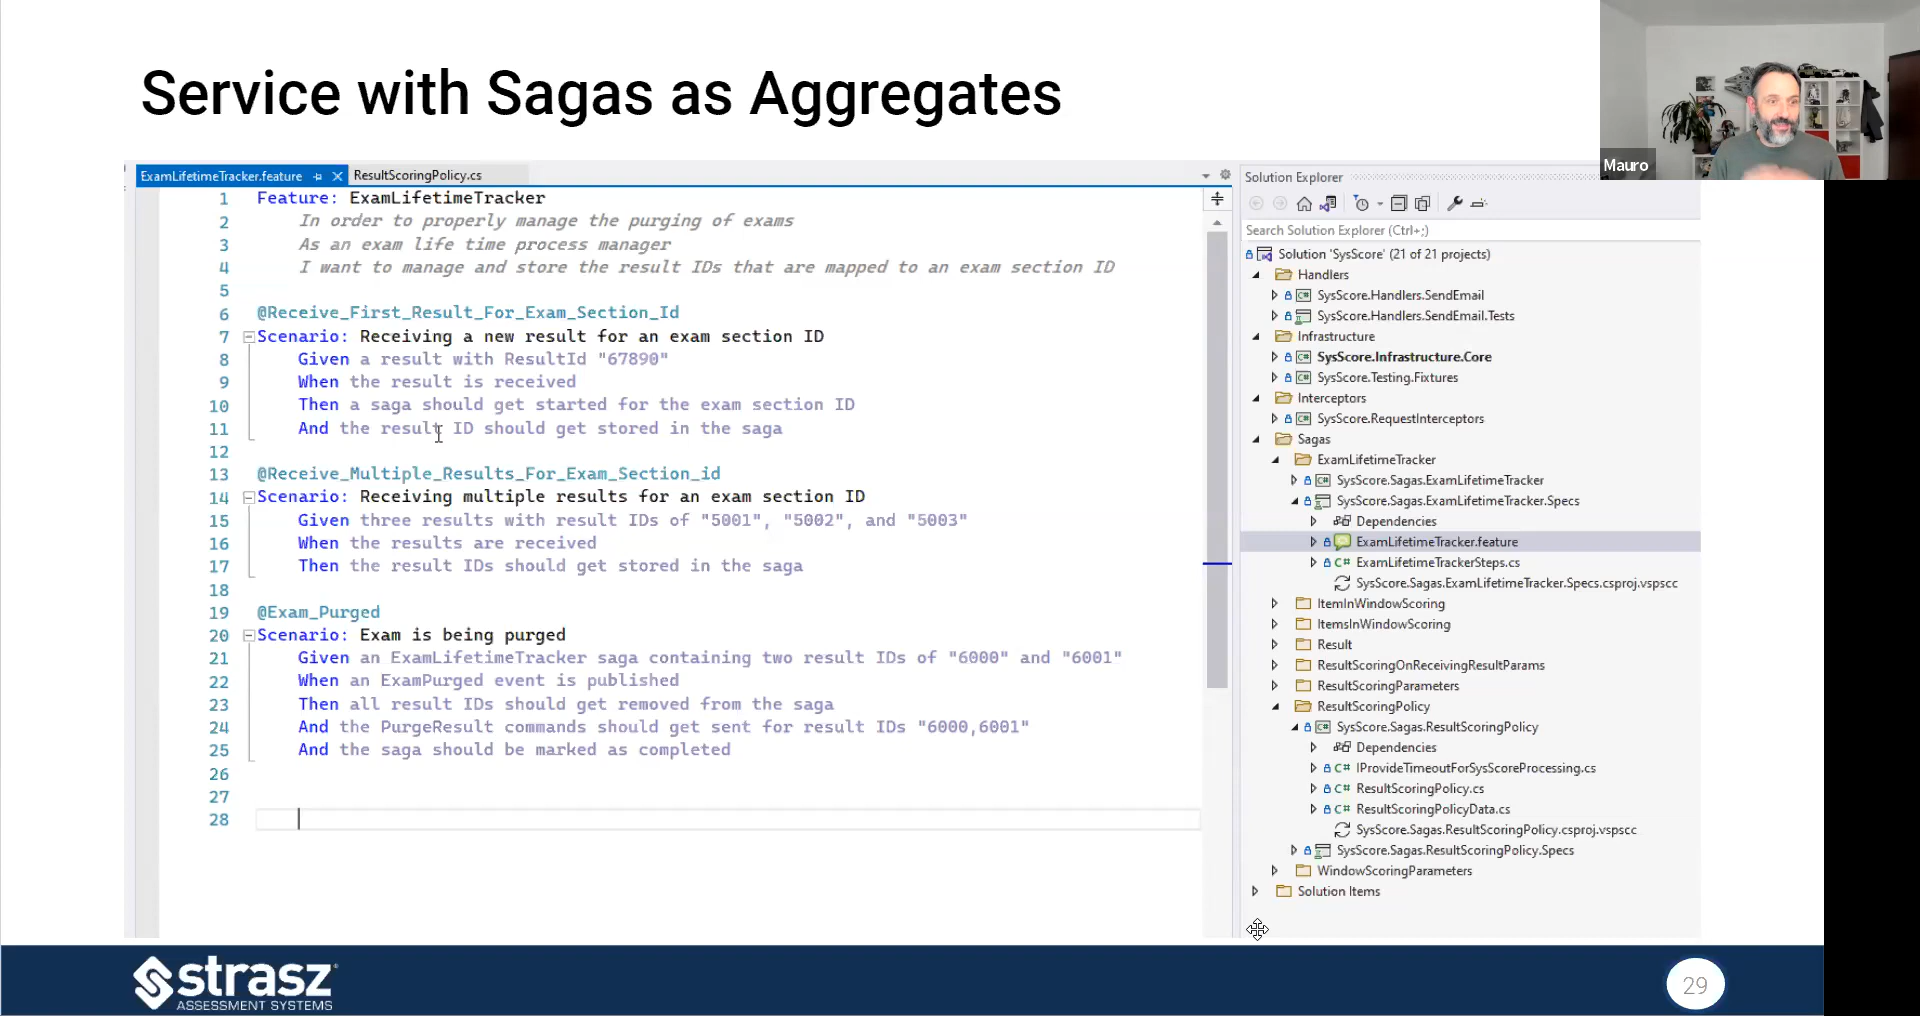 Service with Sagas as Aggregates
Mauro
ExamLifetimeTracker.feature
ResultScoringPolicy.cs
1 Feature: ExamLifetimeTracker
2 In order to properly manage the purging of exams
3 As an exam life time process manager
4 I want to manage and store the result IDs that are mapped to an exam section ID
5
6 @Receive_First_Result_For_Exam_Section_Id
7 Scenario: Receiving a new result for an exam section ID
8 Given a result with ResultId "67890"
9 When the result is received
10 Then a saga should get started for the exam section ID
11 And the result ID should get stored in the saga
12
13 @Receive_Multiple_Results_For_Exam_Section_id
14 Scenario: Receiving multiple results for an exam section ID
15 Given three results with result IDs of "5001", "5002", and "5003"
16 When the results are received
17 Then the result IDs should get stored in the saga
18
19 @Exam_Purged
20 Scenario: Exam is being purged
21 Given an ExamLifetimeTracker saga containing two result IDs of "6000" and "6001"
22 When an ExamPurged event is published
23 Then all result IDs should get removed from the saga
24 And the PurgeResult commands should get sent for result IDs "6000,6001"
25 And the saga should be marked as completed
26
27
28
Solution Explorer
Search Solution Explorer (Ctrl+;)
Solution 'SysScore' (21 of 21 projects)
Handlers
SysScore.Handlers.SendEmail
SysScore.Handlers.SendEmail.Tests
Infrastructure
SysScore.Infrastructure.Core
SysScore.Testing.Fixtures
Interceptors
SysScore.RequestInterceptors
Sagas
ExamLifetimeTracker
SysScore.Sagas.ExamLifetimeTracker
SysScore.Sagas.ExamLifetimeTracker.Specs
Dependencies
ExamLifetimeTracker.feature
C# ExamLifetimeTrackerSteps.cs
SysScore.Sagas.ExamLifetimeTracker.Specs.csproj.vspscc
ItemInWindowScoring
ItemsInWindowScoring
Result
ResultScoringOnReceivingResultParams
ResultScoringParameters
ResultScoringPolicy
SysScore.Sagas.ResultScoringPolicy
Dependencies
C# IProvideTimeoutForSysScoreProcessing.cs
C# ResultScoringPolicy.cs
C# ResultScoringPolicyData.cs
SysScore.Sagas.ResultScoringPolicy.csproj.vspscc
SysScore.Sagas.ResultScoringPolicy.Specs
WindowScoringParameters
Solution Items
strasz
ASSESSMENT SYSTEMS
29